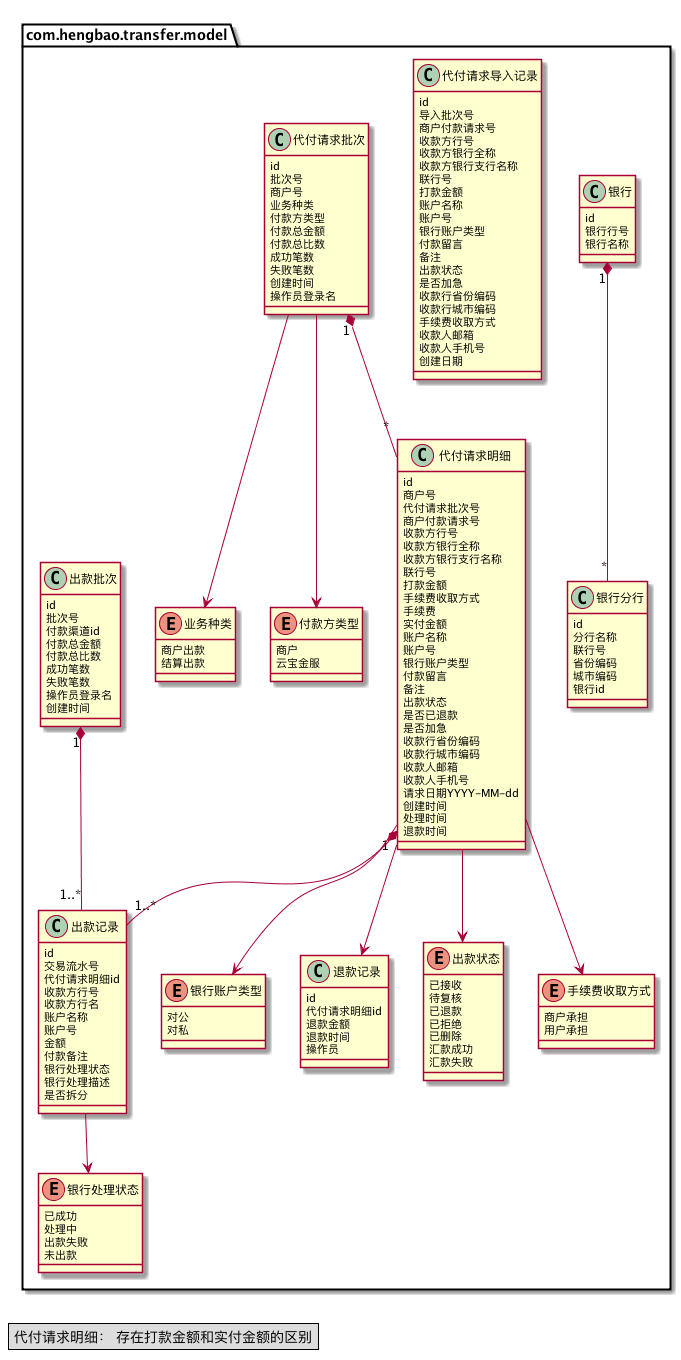 com.hengbao.transfer.model
C 代付请求导入记录
id
导入批次号
商户付款请求号
收款方行号
收款方银行全称
收款方银行支行名称
联行号
打款金额
账户名称
账户号
银行账户类型
付款留言
备注
出款状态
是否加急
收款行省份编码
收款行城市编码
手续费收取方式
收款人邮箱
收款人手机号
创建日期
C 代付请求批次
id
批次号
商户号
业务种类
付款方类型
付款总金额
付款总比数
成功笔数
失败笔数
创建时间
操作员登录名
1
*
C 银行
id
银行行号
银行名称
1
*
C 代付请求明细
id
商户号
代付请求批次号
商户付款请求号
收款方行号
收款方银行全称
收款方银行支行名称
联行号
打款金额
手续费收取方式
手续费
实付金额
账户名称
账户号
银行账户类型
付款留言
备注
出款状态
是否已退款
是否加急
收款行省份编码
收款行城市编码
收款人邮箱
收款人手机号
请求日期YYYY-MM-dd
创建时间
处理时间
退款时间
1
1..*
C 出款批次
id
批次号
付款渠道id
付款总金额
付款总比数
成功笔数
失败笔数
操作员登录名
创建时间
1
1..*
E 业务种类
商户出款
结算出款
E 付款方类型
商户
云宝金服
C 银行分行
id
分行名称
联行号
省份编码
城市编码
银行id
C 出款记录
id
交易流水号
代付请求明细id
收款方行号
收款方行名
账户名称
账户号
金额
付款备注
银行处理状态
银行处理描述
是否拆分
E 银行账户类型
对公
对私
C 退款记录
id
代付请求明细id
退款金额
退款时间
操作员
E 出款状态
已接收
待复核
已退款
已拒绝
已删除
汇款成功
汇款失败
E 手续费收取方式
商户承担
用户承担
E 银行处理状态
已成功
处理中
出款失败
未出款
代付请求明细： 存在打款金额和实付金额的区别